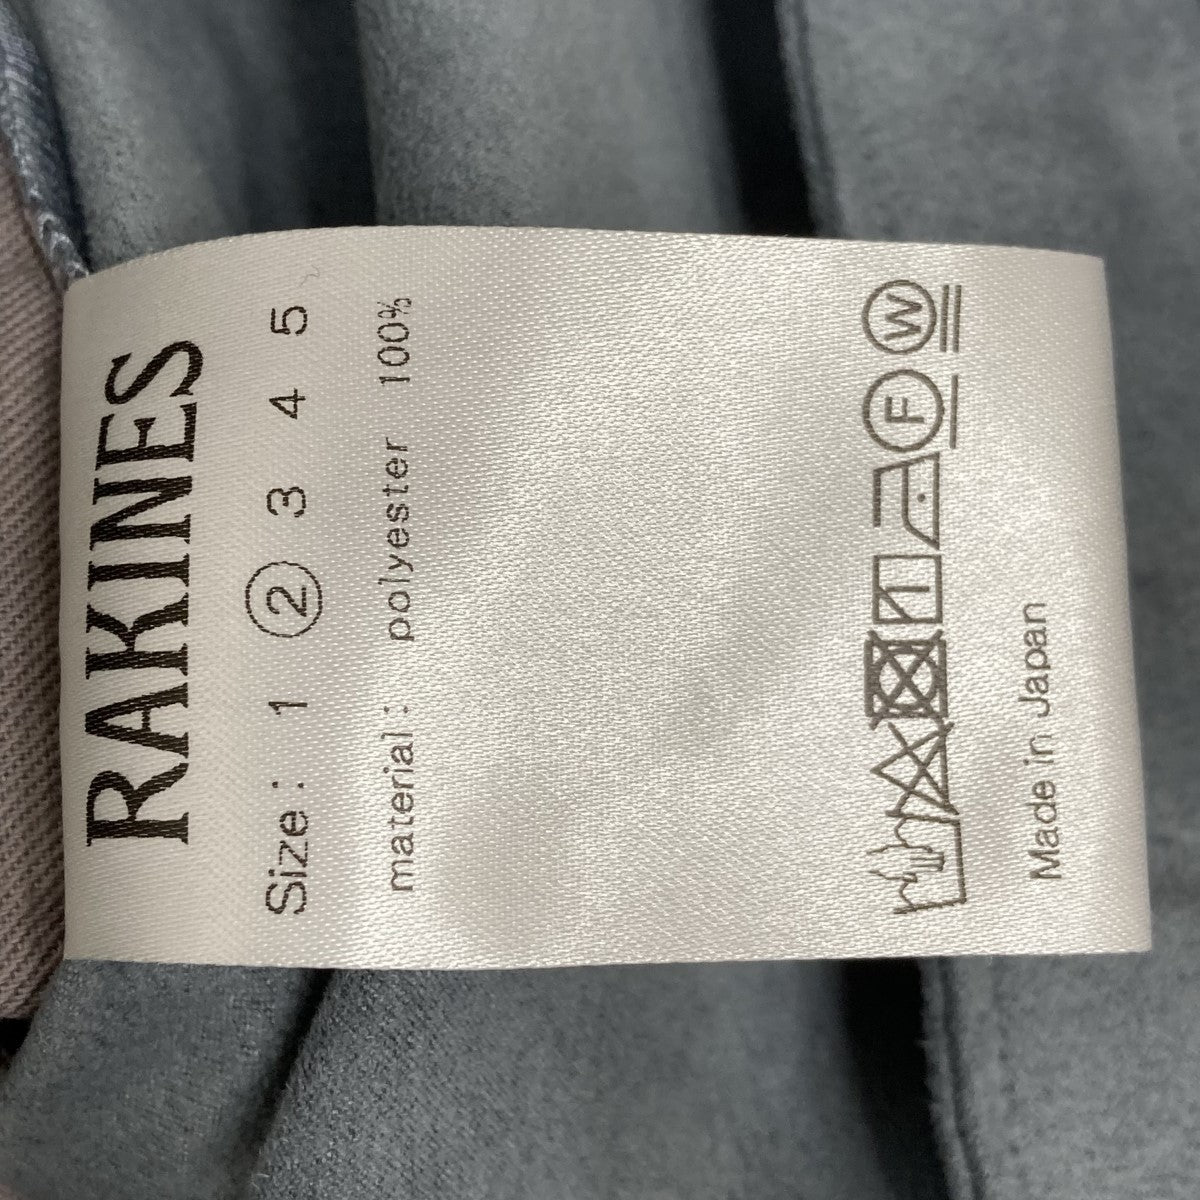 RAKINES
Size: 1 2 3 4 5
material: polyester 100%
F W
Made in Japan